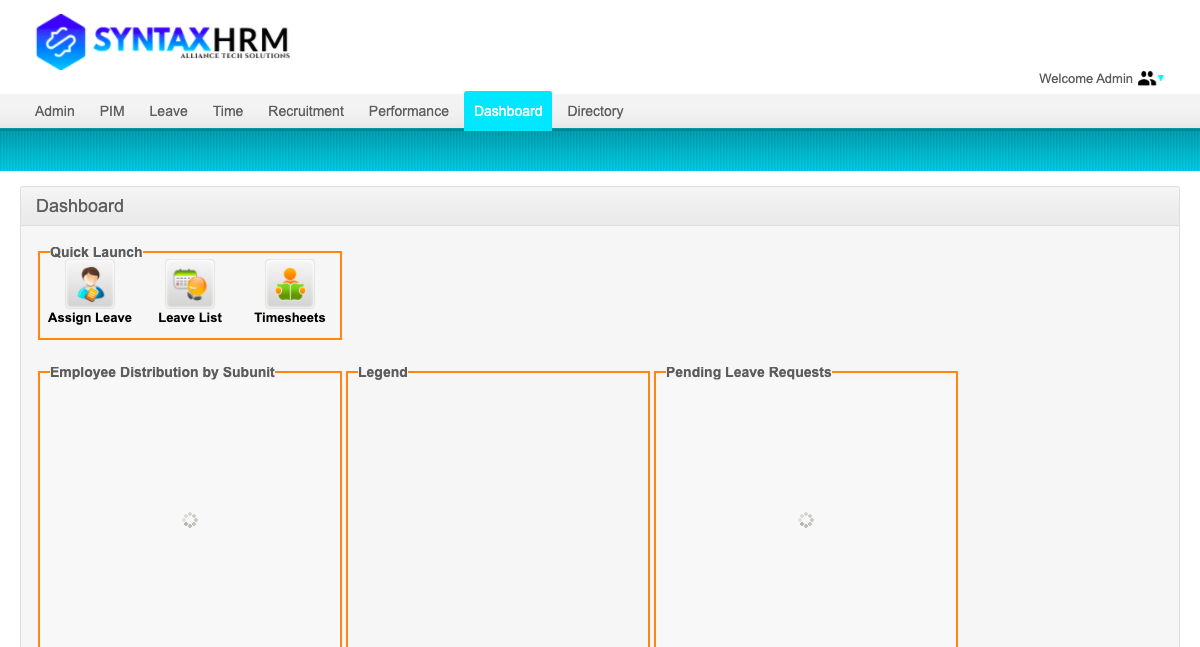 SYNTAXHRM
ALLIANCE TECH SOLUTIONS
Welcome Admin
Admin PIM Leave Time Recruitment Performance Dashboard Directory
Dashboard
Quick Launch
Assign Leave Leave List Timesheets
Employee Distribution by Subunit Legend Pending Leave Requests